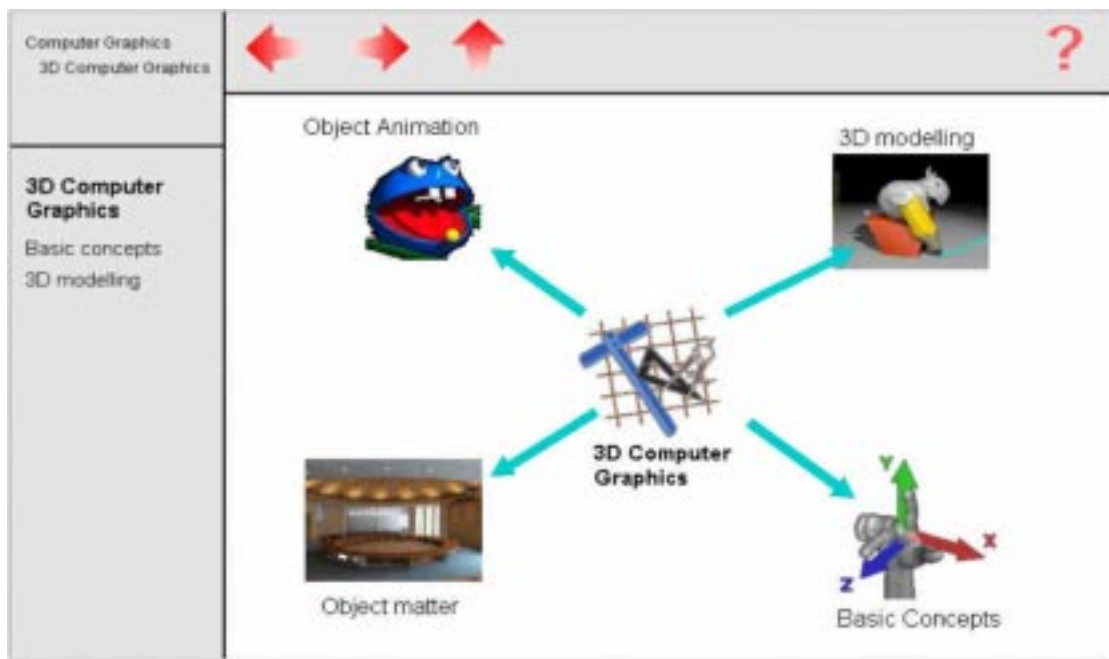 Computer Graphics
3D Computer Graphics
?
3D Computer
Graphics
Basic concepts
3D modelling
Object Animation
3D modelling
3D Computer
Graphics
Object matter
Y
X
Z
Basic Concepts